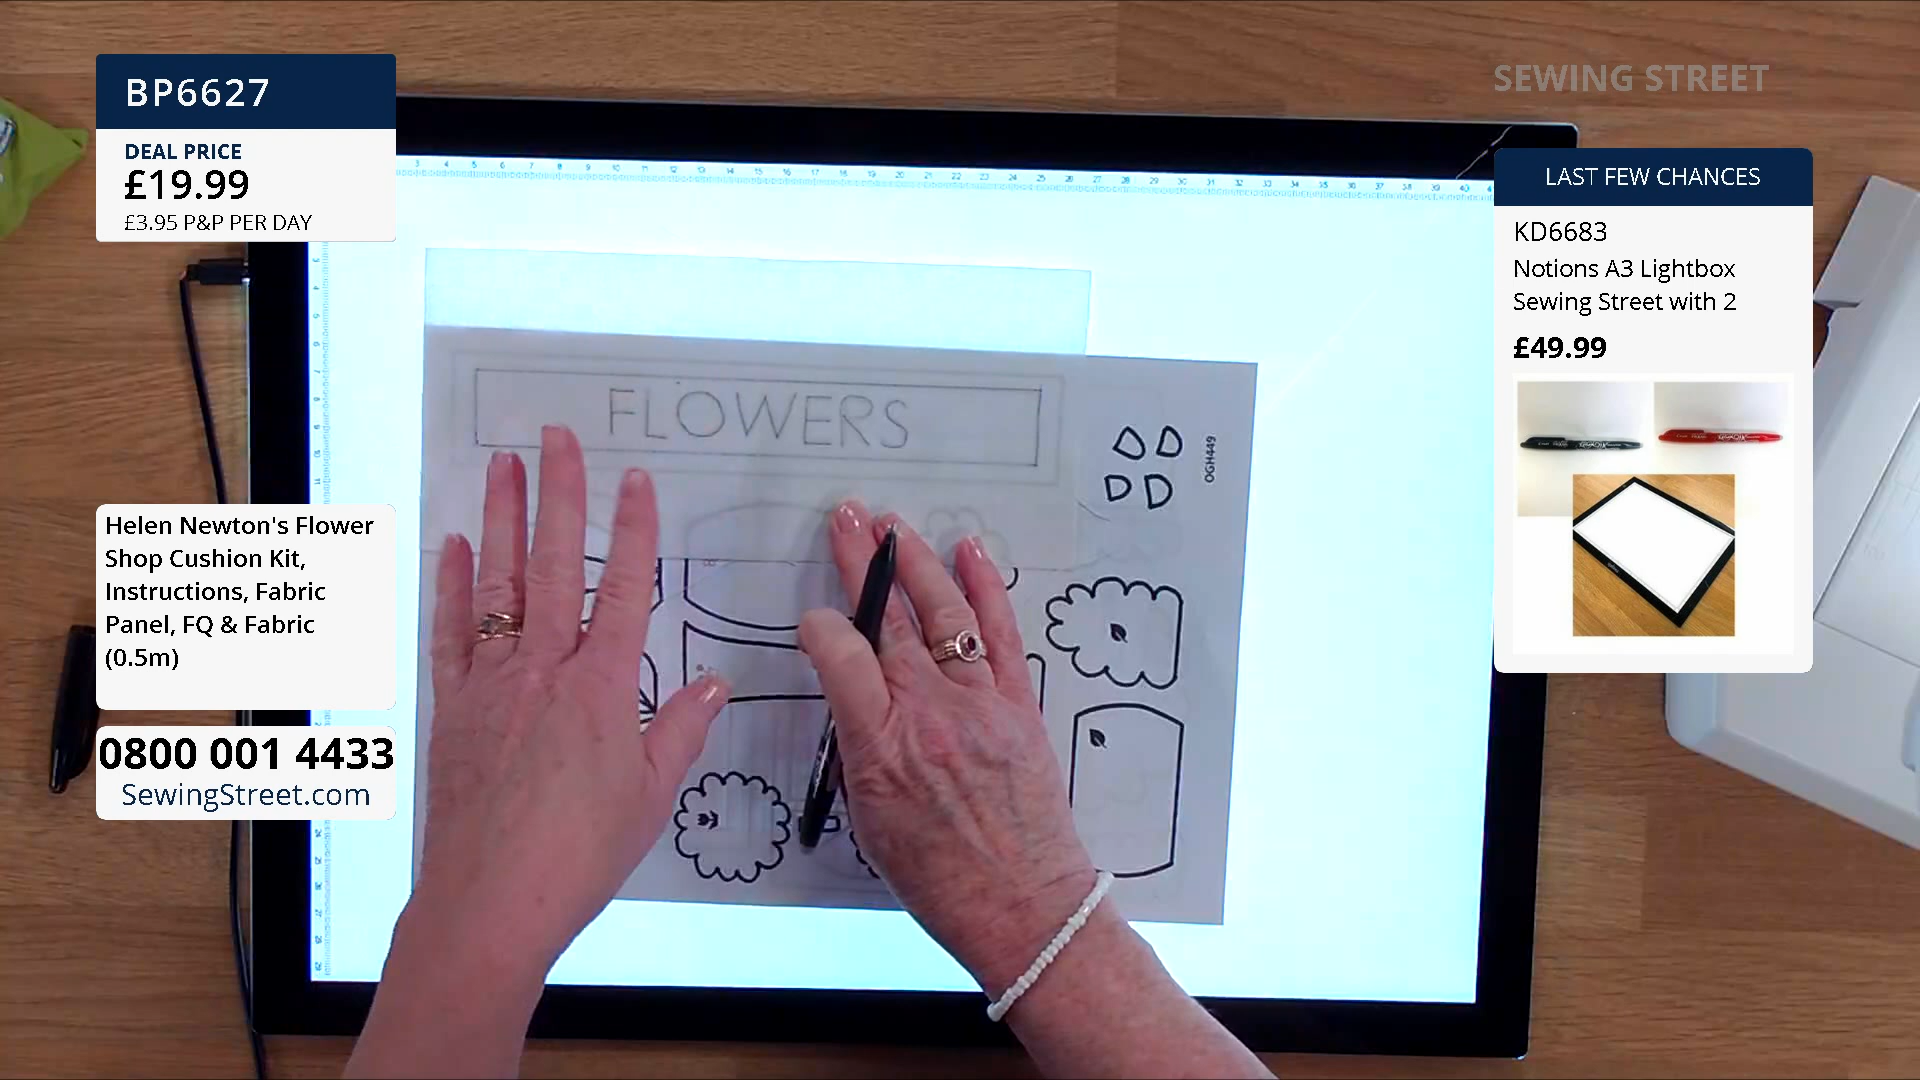 BP6627
DEAL PRICE
£19.99
£3.95 P&P PER DAY
Helen Newton's Flower
Shop Cushion Kit,
Instructions, Fabric
Panel, FQ & Fabric
(0.5m)
0800 001 4433
SewingStreet.com
FLOWERS
OGH449
SEWING STREET
LAST FEW CHANCES
KD6683
Notions A3 Lightbox
Sewing Street with 2
£49.99